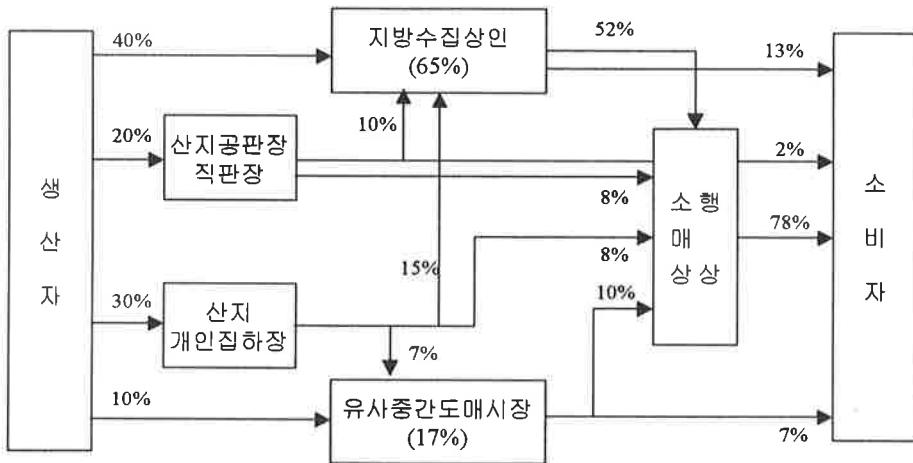 40%
지방수집상인
(65%)
52%
13%
20%
산지공판장
직판장
10%
2%
8%
78%
생
산
자
소 행
매
상 상
소
비
자
30%
산지
개인집하장
15%
8%
10%
7%
10%
유사중간도매시장
(17%)
7%